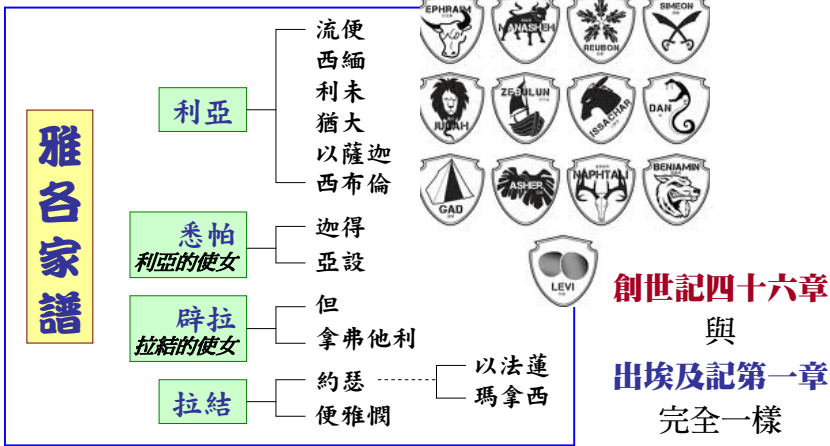 雅各家譜
利亞
流便
西緬
利未
猶大
以薩迦
西布倫
悉帕
利亞的使女
迦得
亞設
辟拉
拉結的使女
但
拿弗他利
拉結
約瑟
便雅憫
以法蓮
瑪拿西
EPHRAIM
MANASHEH
REUBON
SIMEON
JUDAH
ZEBULUN
ISSACHAR
DAN
GAD
ASHER
NAPHTALI
BENJAMIN
LEVI
創世記四十六章
與
出埃及記第一章
完全一樣